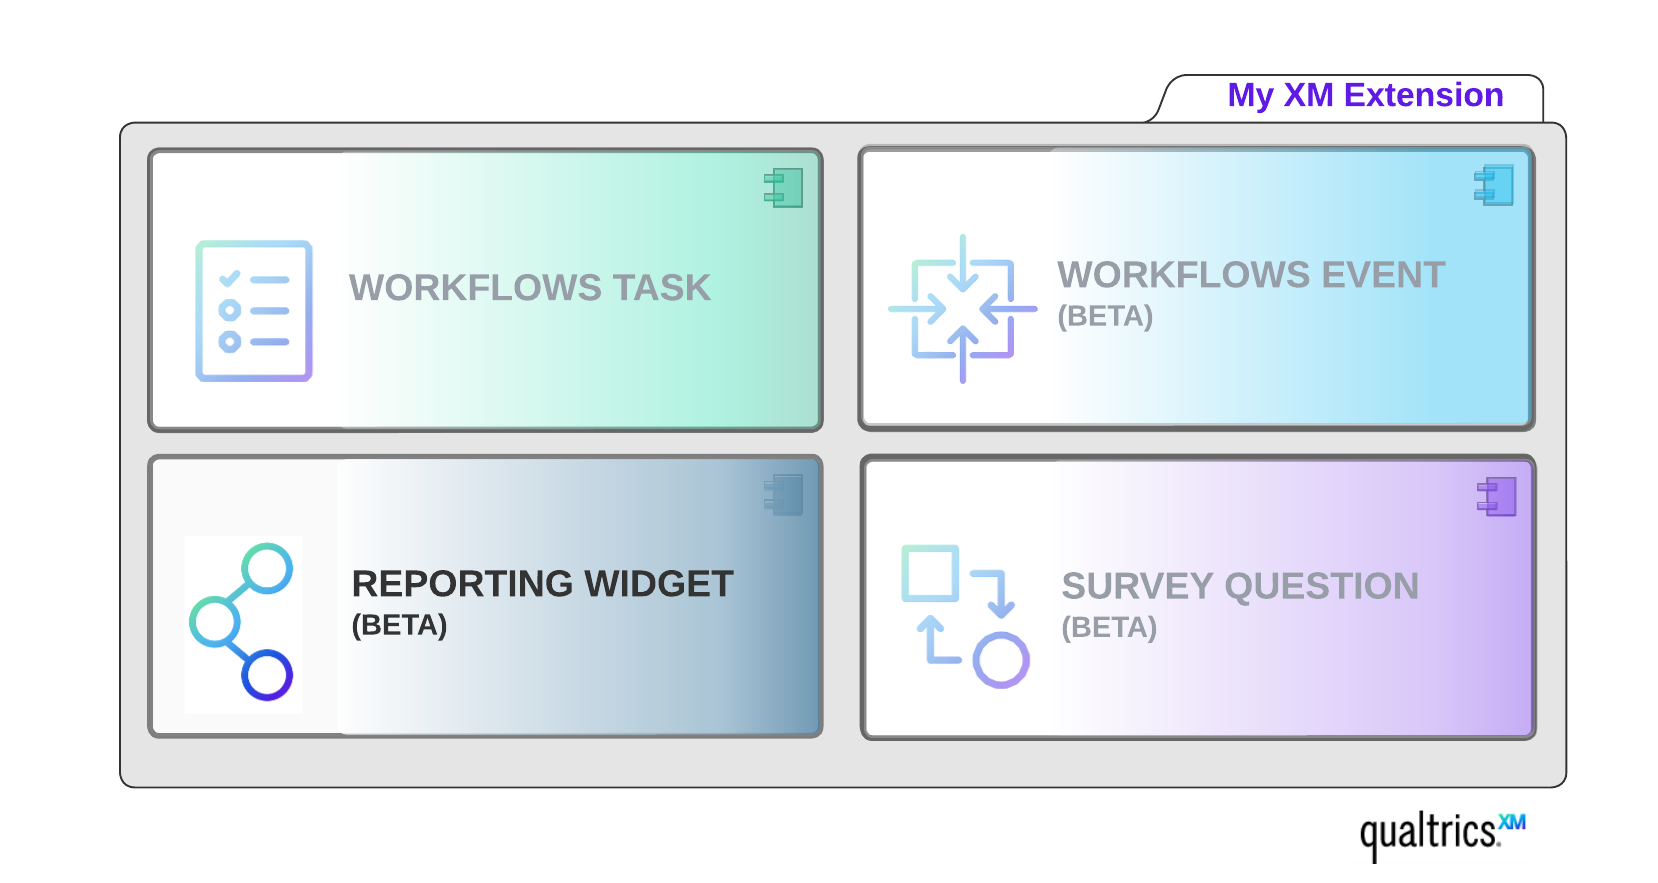 My XM Extension
WORKFLOWS TASK
WORKFLOWS EVENT
(BETA)
REPORTING WIDGET
(BETA)
SURVEY QUESTION
(BETA)
qualtrics.XM